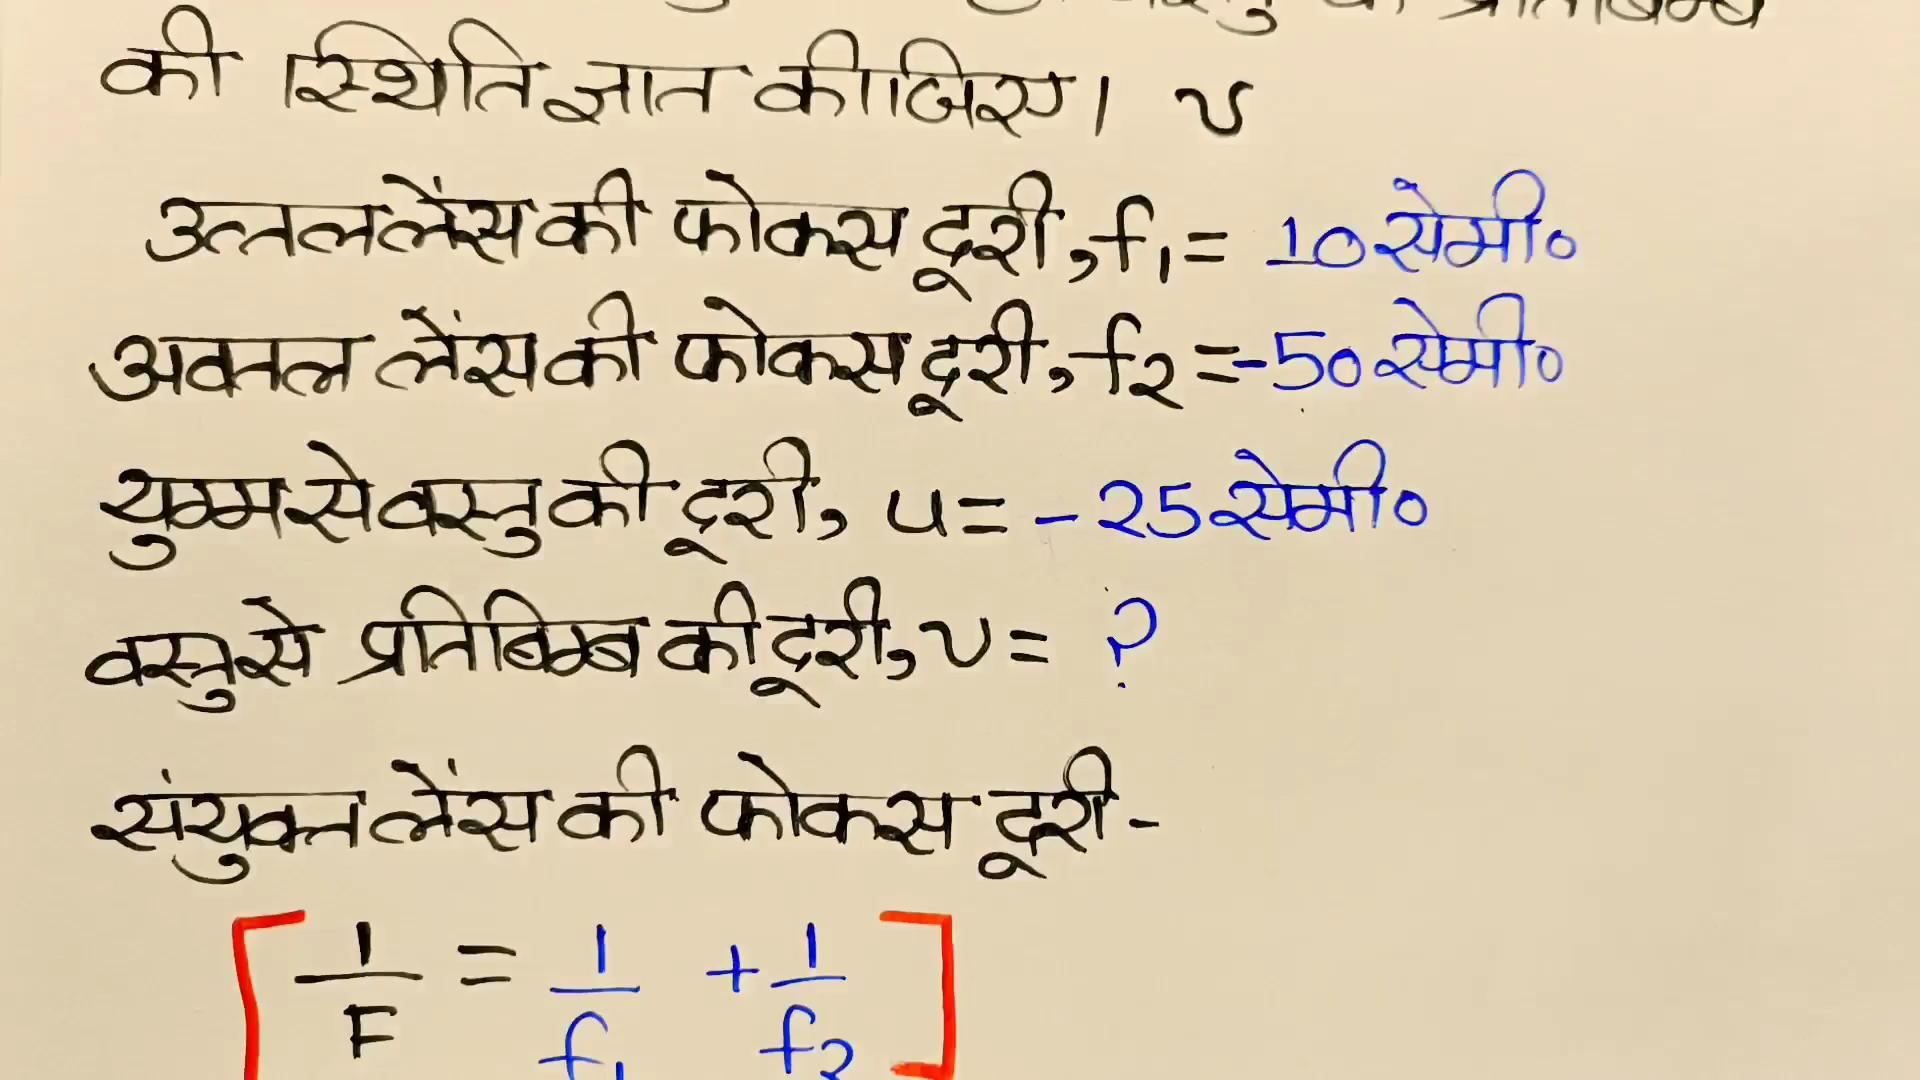 प्रतिबिम्ब
की स्थिति ज्ञात कीजिए। v
उत्तल लेंस की फोकस दूरी, f₁ = 10 सेमी०
अवतल लेंस की फोकस दूरी, f₂ = -50 सेमी०
युग्म से वस्तु की दूरी, u = - 25 सेमी०
वस्तु से प्रतिबिम्ब की दूरी, v = ?
संयुक्त लेंस की फोकस दूरी -
[ 1/F = 1/f₁ + 1/f₂ ]